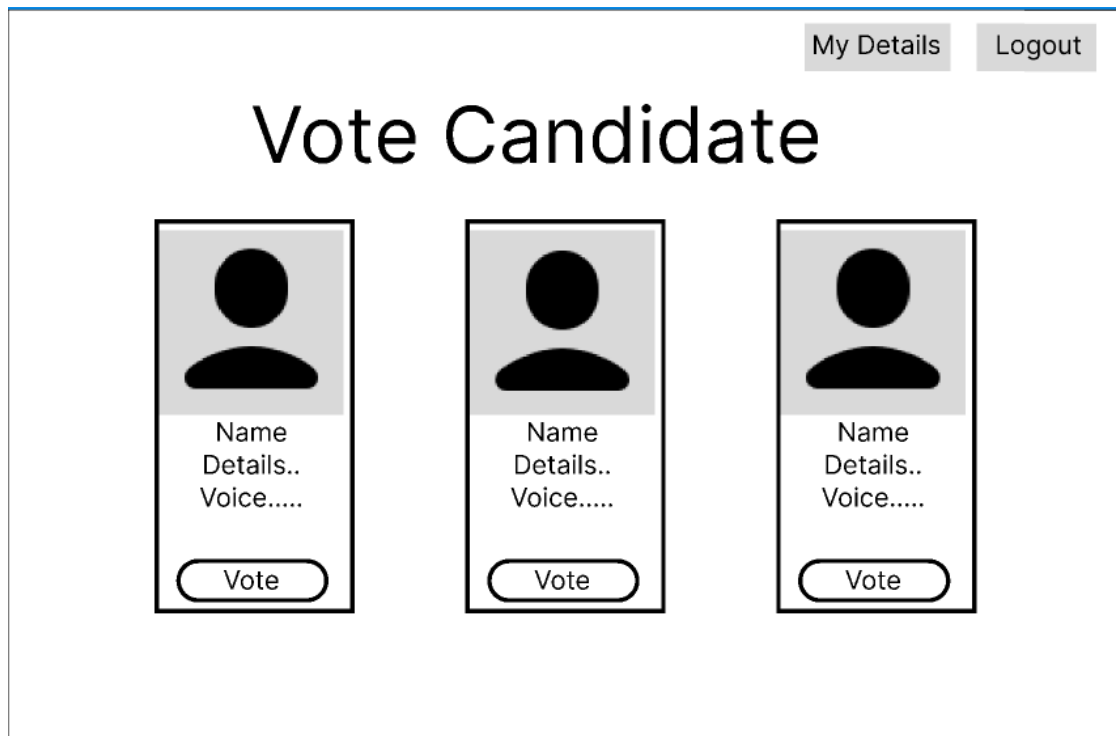 My Details Logout
Vote Candidate
Name
Details..
Voice.....
Vote
Name
Details..
Voice.....
Vote
Name
Details..
Voice.....
Vote